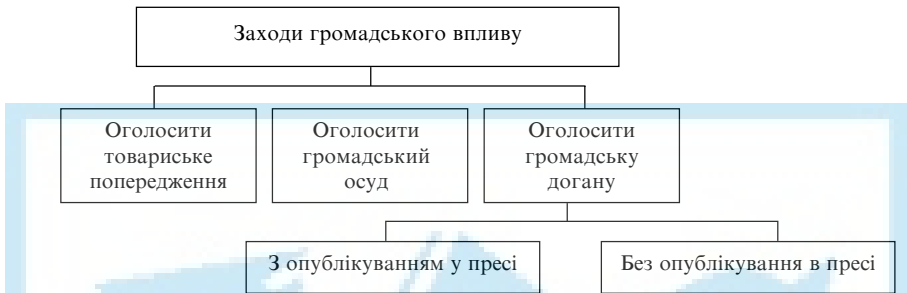 Заходи громадського впливу
Оголосити
товариське
попередження
Оголосити
громадський
осуд
Оголосити
громадську
догану
З опублікуванням у пресі
Без опублікування в пресі